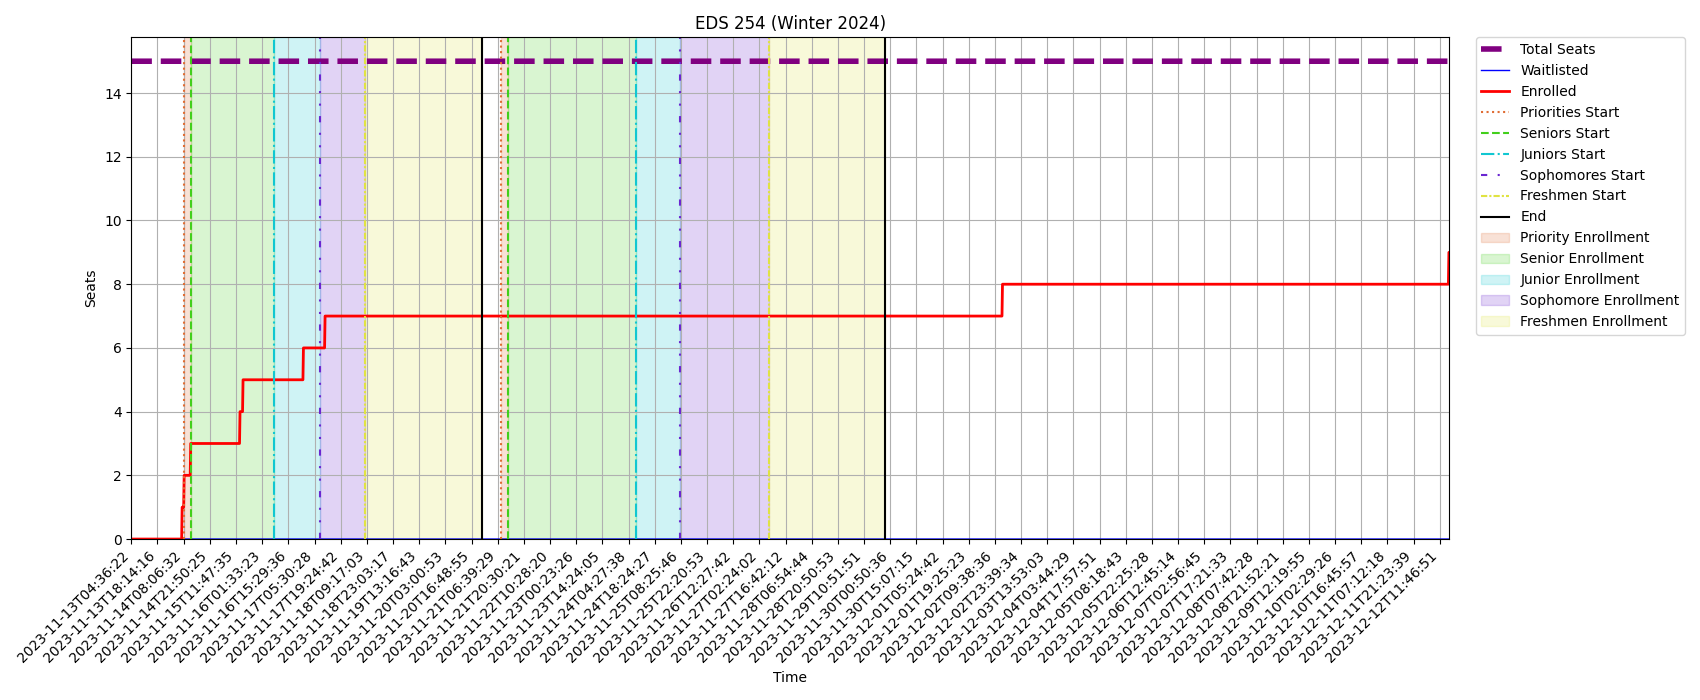 EDS 254 (Winter 2024)
Seats
14
12
10
8
6
4
2
0
2023-11-13T04:36:22
2023-11-13T18:14:16
2023-11-14T08:06:32
2023-11-14T21:50:25
2023-11-15T11:47:35
2023-11-16T01:33:23
2023-11-16T15:29:36
2023-11-17T05:30:28
2023-11-17T19:24:42
2023-11-18T09:17:03
2023-11-18T23:03:17
2023-11-19T13:16:43
2023-11-20T03:00:53
2023-11-20T16:48:55
2023-11-21T06:39:29
2023-11-21T20:30:21
2023-11-22T10:28:20
2023-11-23T00:23:26
2023-11-23T14:24:05
2023-11-24T04:27:38
2023-11-24T18:24:27
2023-11-25T08:25:46
2023-11-25T22:20:53
2023-11-26T12:27:42
2023-11-27T02:24:02
2023-11-27T16:42:12
2023-11-28T06:54:44
2023-11-28T20:50:53
2023-11-29T10:51:51
2023-11-30T00:50:36
2023-11-30T15:07:15
2023-12-01T05:24:42
2023-12-01T19:25:23
2023-12-02T09:38:36
2023-12-02T23:39:34
2023-12-03T13:53:03
2023-12-04T03:44:29
2023-12-04T17:57:51
2023-12-05T08:18:43
2023-12-05T22:25:28
2023-12-06T12:45:14
2023-12-07T02:56:45
2023-12-07T17:21:33
2023-12-08T07:42:28
2023-12-08T21:52:21
2023-12-09T12:19:55
2023-12-10T02:29:26
2023-12-10T16:45:57
2023-12-11T07:12:18
2023-12-11T21:23:39
2023-12-12T11:46:51
Time
Total Seats
Waitlisted
Enrolled
Priorities Start
Seniors Start
Juniors Start
Sophomores Start
Freshmen Start
End
Priority Enrollment
Senior Enrollment
Junior Enrollment
Sophomore Enrollment
Freshmen Enrollment